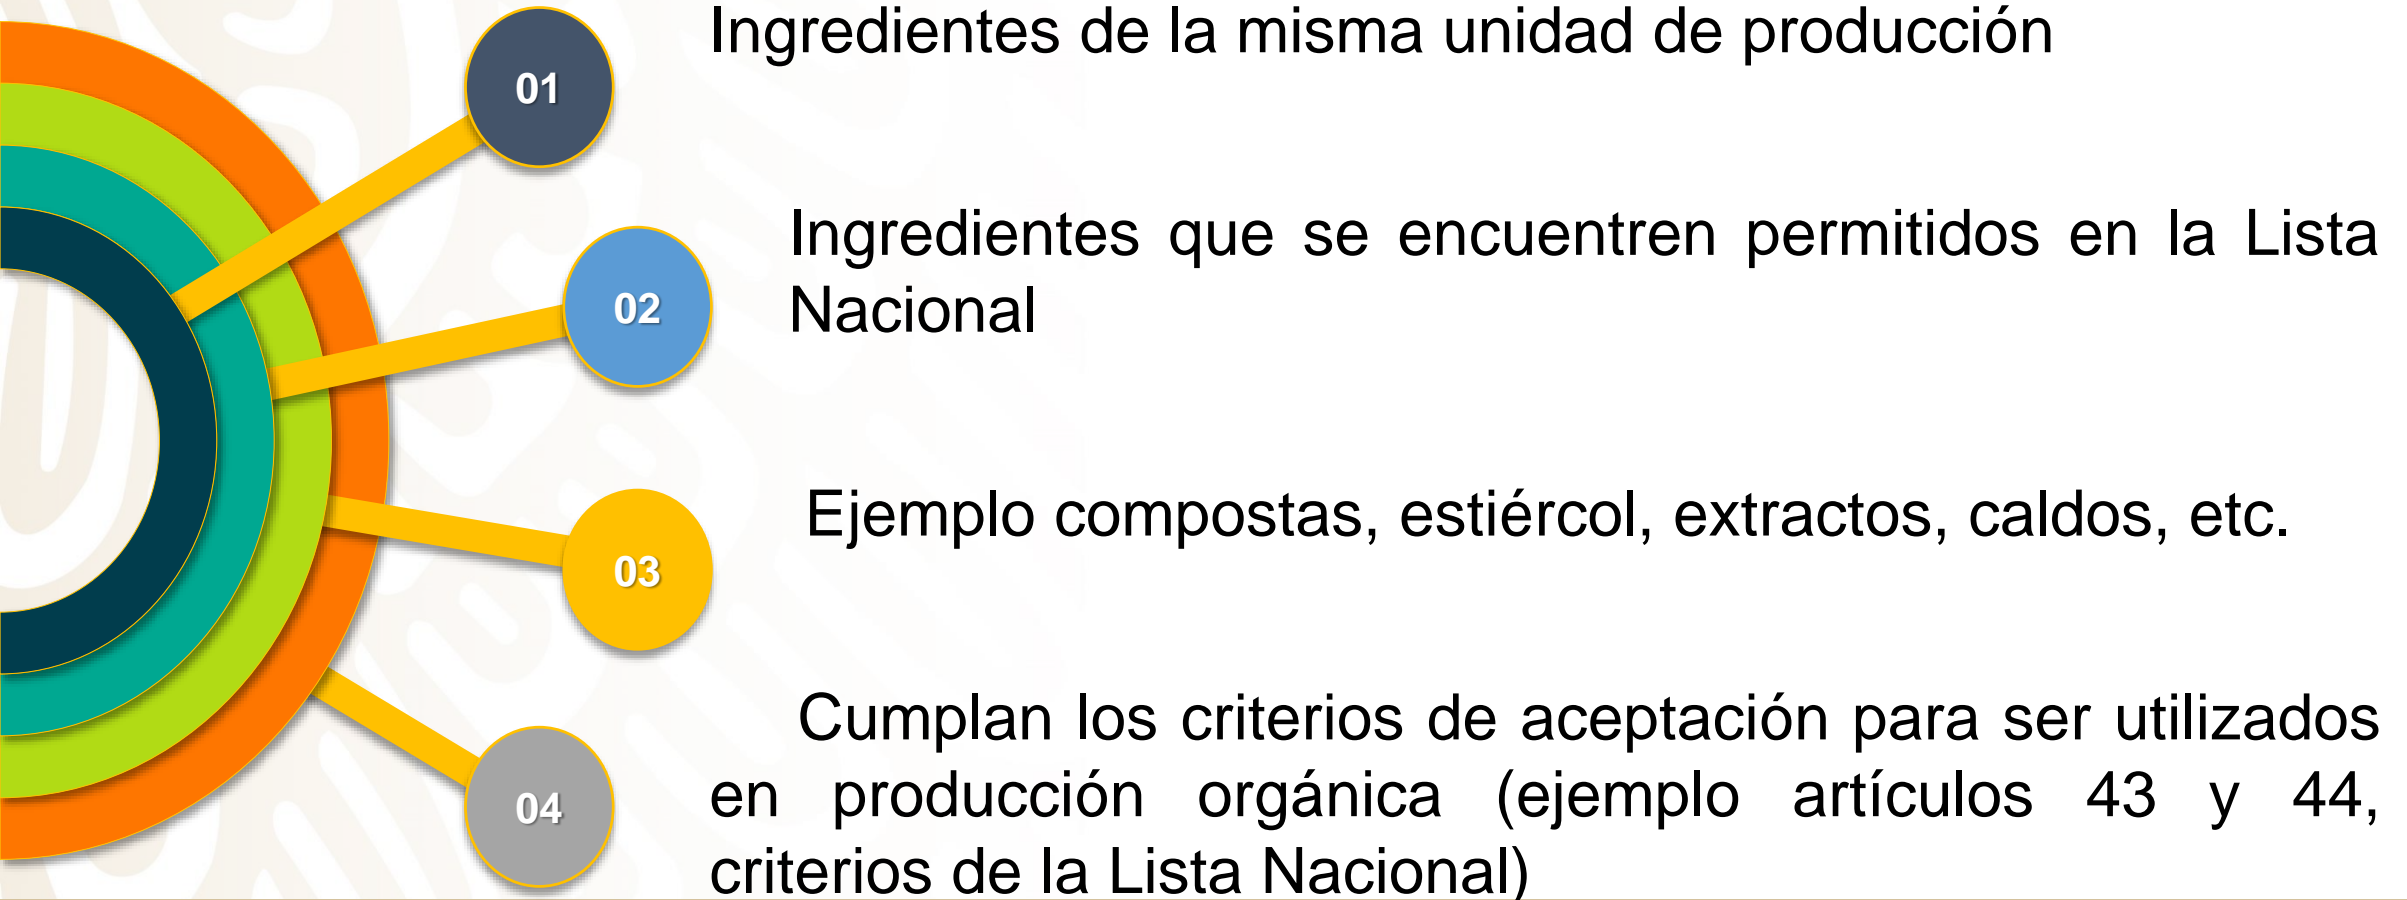 01
Ingredientes de la misma unidad de producción
02
Ingredientes que se encuentren permitidos en la Lista
Nacional
03
Ejemplo compostas, estiércol, extractos, caldos, etc.
04
Cumplan los criterios de aceptación para ser utilizados
en producción orgánica (ejemplo artículos 43 y 44,
criterios de la Lista Nacional)